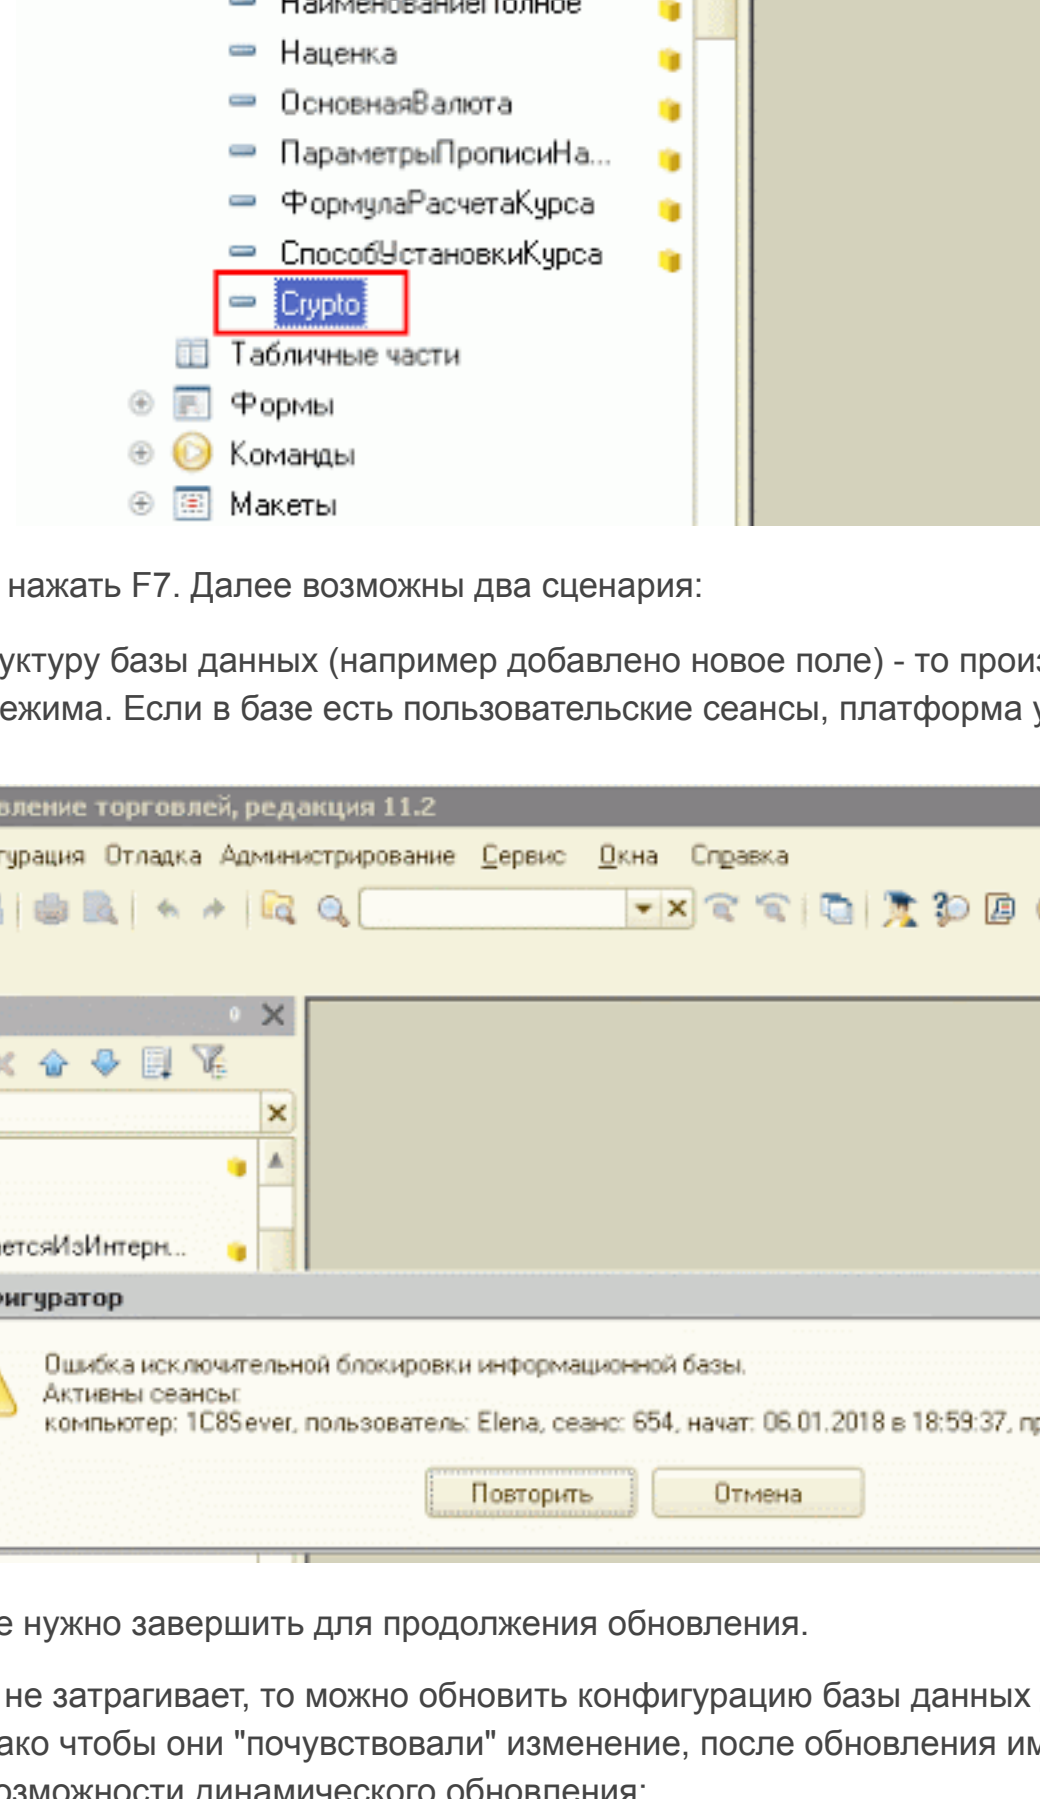 НаименованиеПолное
Наценка
ОсновнаяВалюта
ПараметрыПрописиНа...
ФормулаРасчетаКурса
СпособУстановкиКурса
Crypto
Табличные части
Формы
Команды
Макеты
нажать F7. Далее возможны два сценария:
уктуру базы данных (например добавлено новое поле) - то прои
ежима. Если в базе есть пользовательские сеансы, платформа у
вление торговлей, редакция 11.2
гурация Отладка Администрирование Сервис Окна Справка
етсяИзИнтерн...
фигуратор
Ошибка исключительной блокировки информационной базы.
Активны сеансы:
компьютер: 1C8Sever, пользователь: Elena, сеанс: 654, начат: 06.01.2018 в 18:59:37, пр
Повторить Отмена
е нужно завершить для продолжения обновления.
не затрагивает, то можно обновить конфигурацию базы данных
ако чтобы они "почувствовали" изменение, после обновления им
озможности динамического обновления: